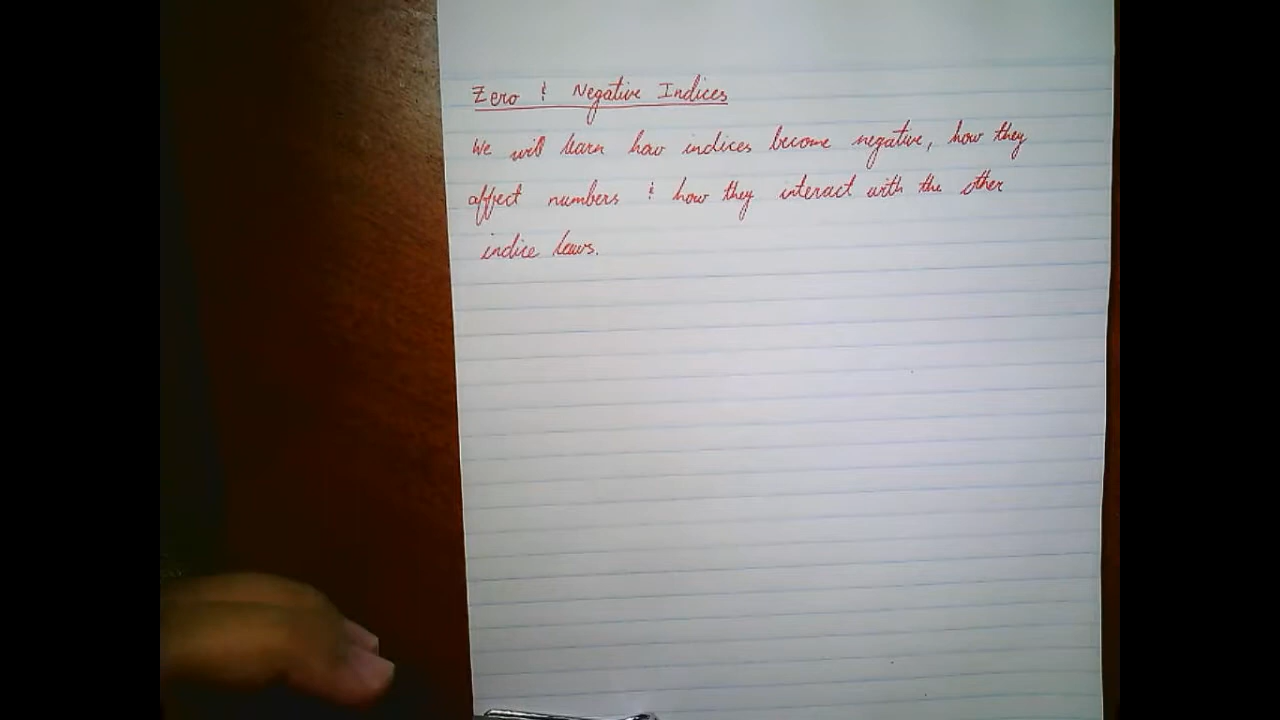 Zero & Negative Indices
We will learn how indices become negative, how they
affect numbers & how they interact with the other
indice laws.